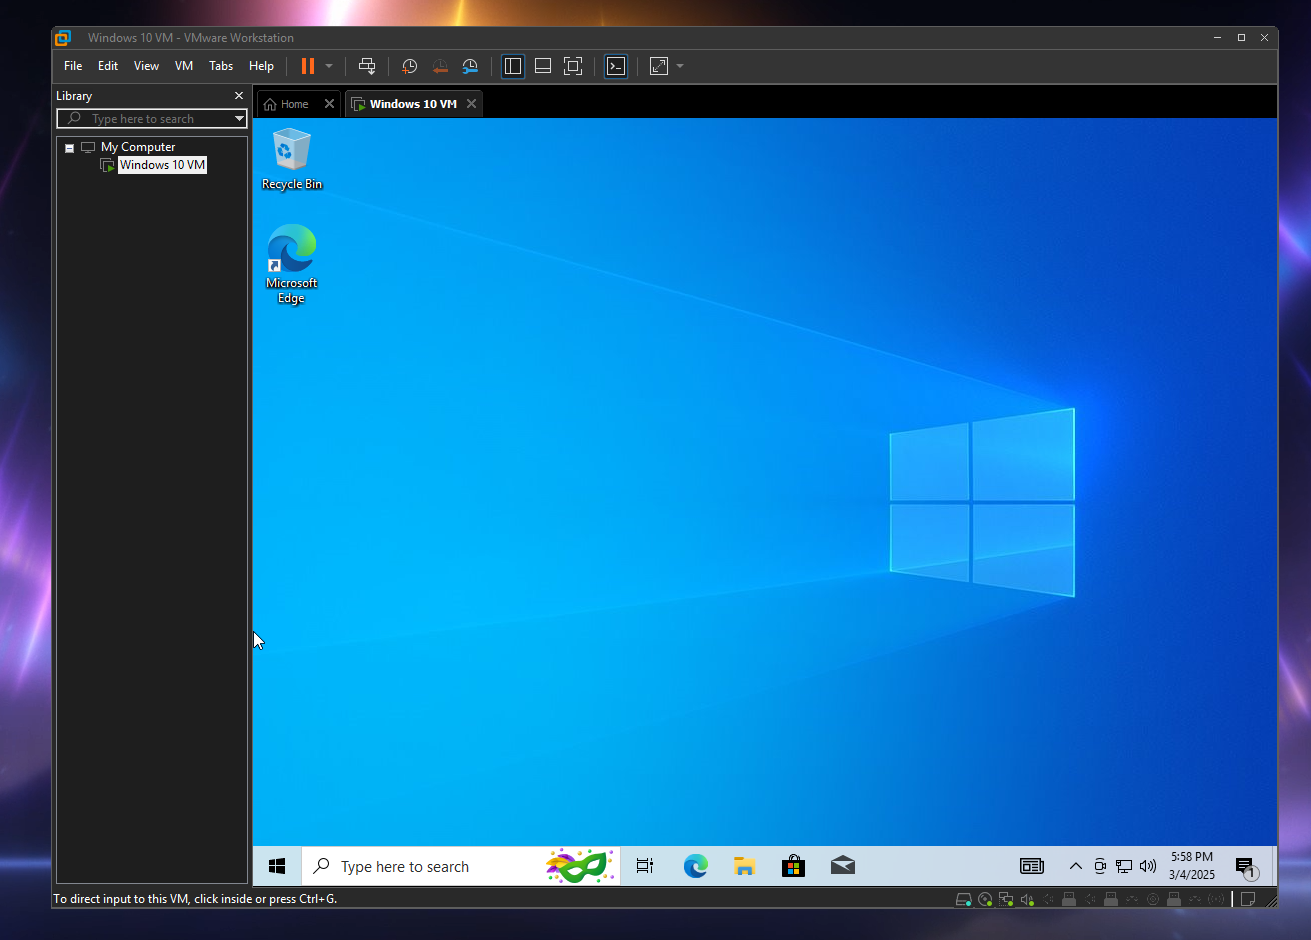 Windows 10 VM - VMware Workstation
File Edit View VM Tabs Help
Library
Type here to search
My Computer
Windows 10 VM
Home
Windows 10 VM
Recycle Bin
Microsoft
Edge
Type here to search
5:58 PM
3/4/2025
1
To direct input to this VM, click inside or press Ctrl+G.